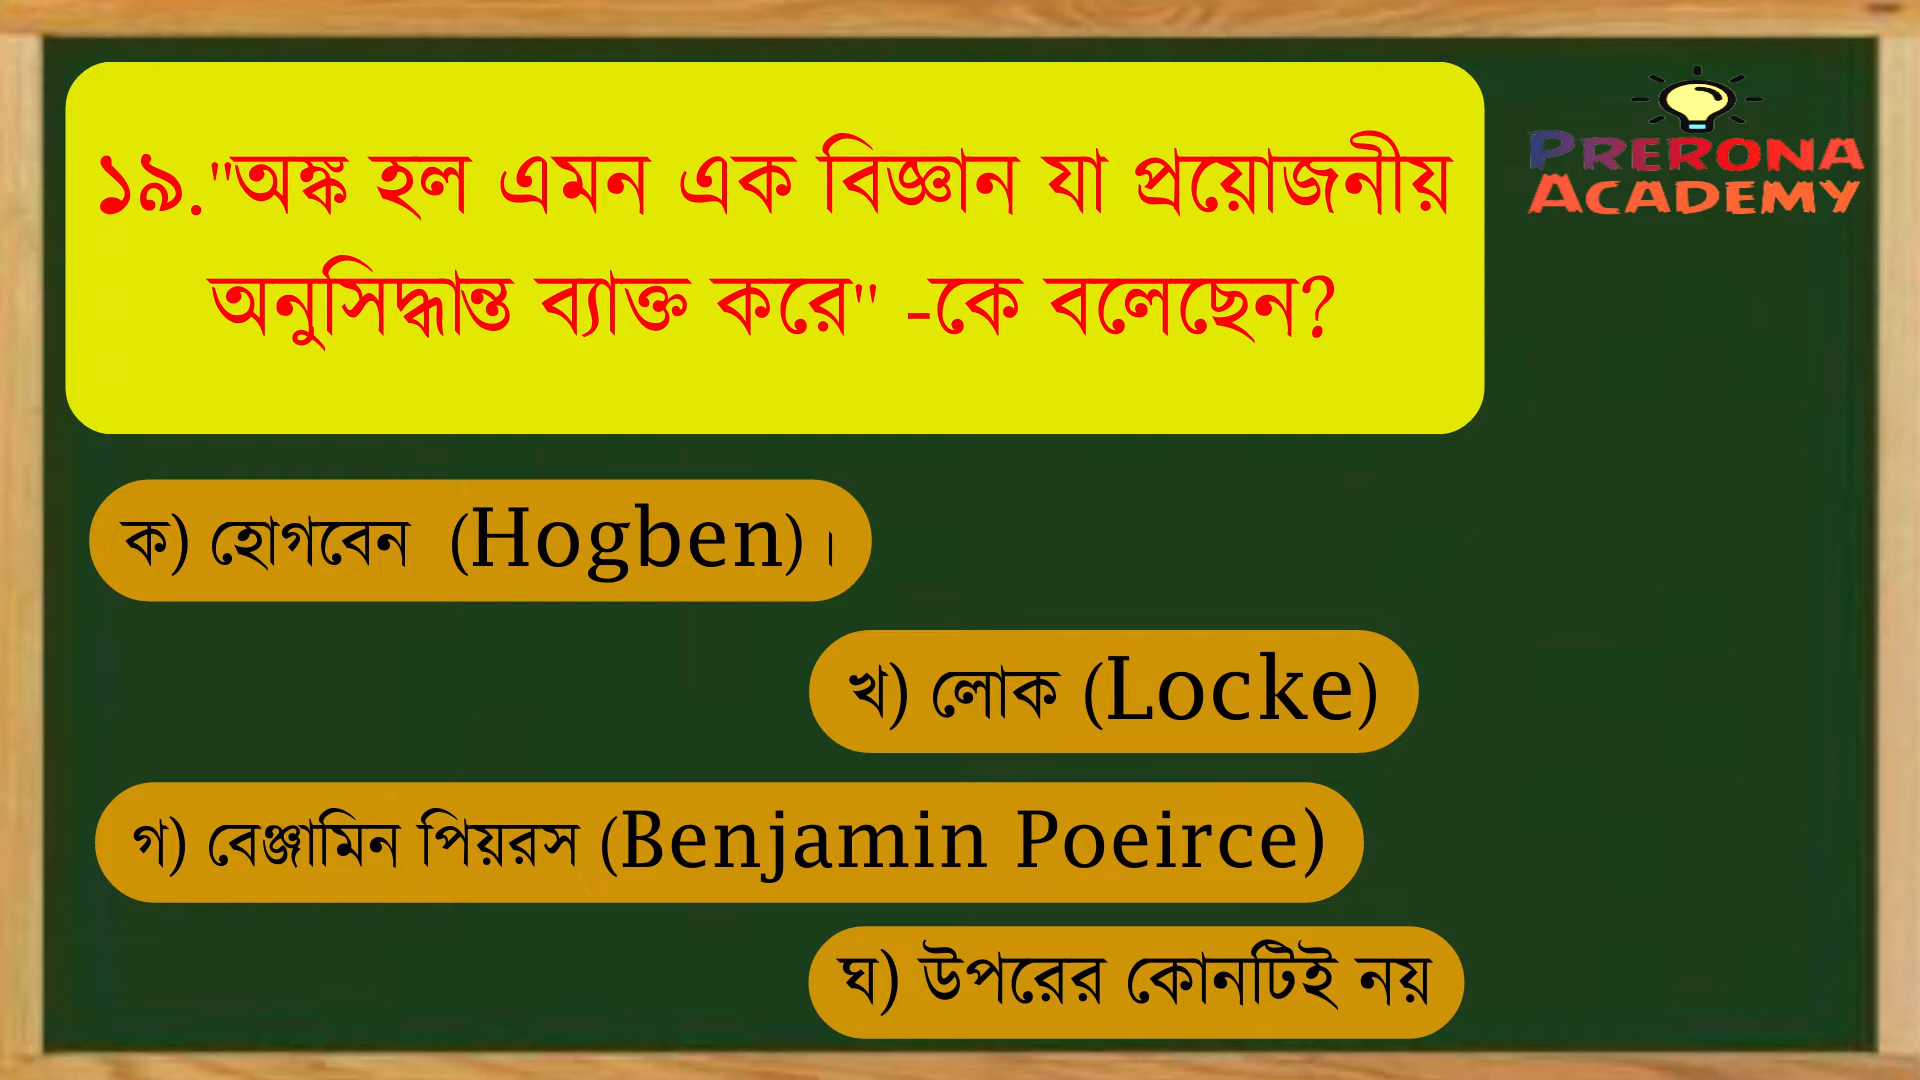 ১৯."অঙ্ক হল এমন এক বিজ্ঞান যা প্রয়োজনীয়
অনুসিদ্ধান্ত ব্যাক্ত করে" -কে বলেছেন?
PRERONA
ACADEMY
ক) হোগবেন (Hogben)।
খ) লোক (Locke)
গ) বেঞ্জামিন পিয়রস (Benjamin Poeirce)
ঘ) উপরের কোনটিই নয়